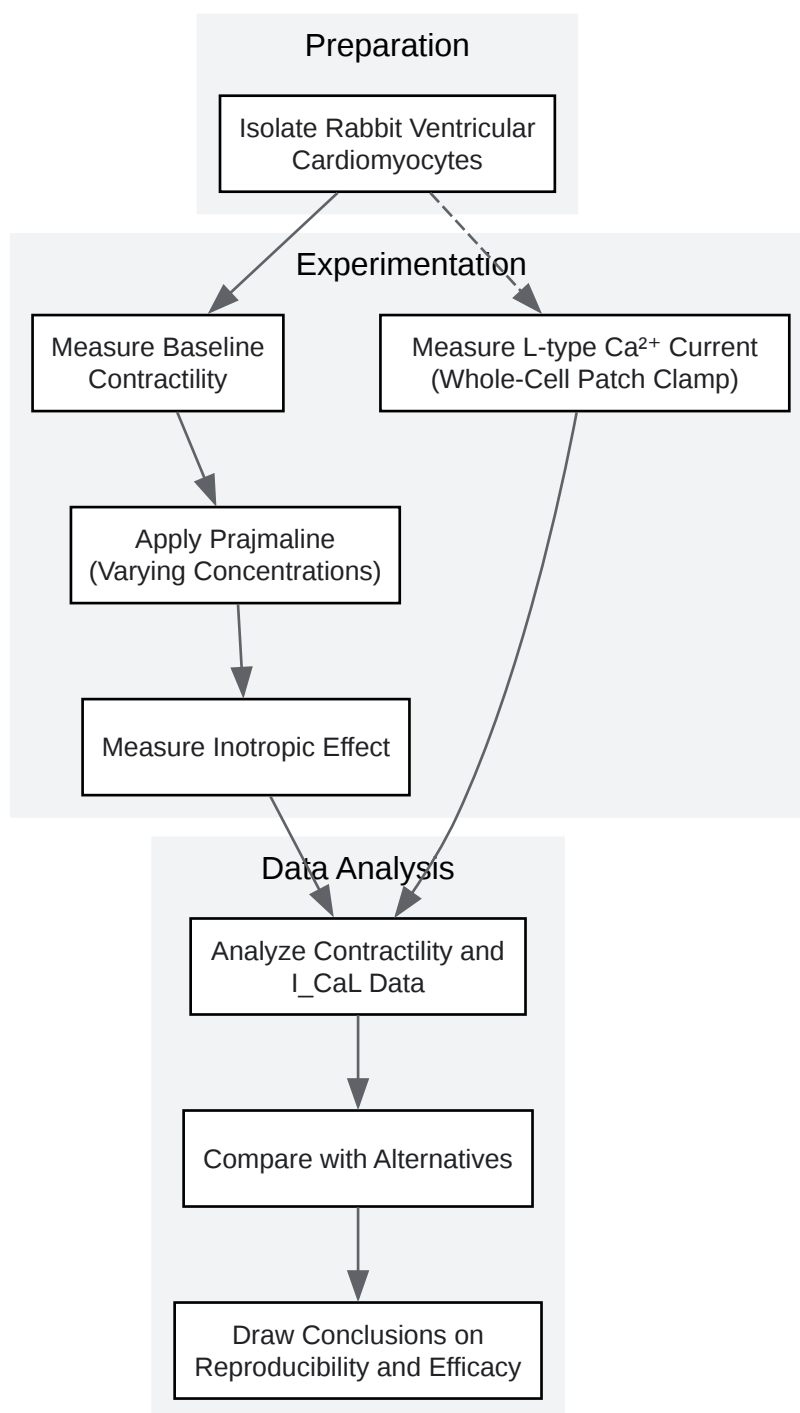 Preparation
Isolate Rabbit Ventricular
Cardiomyocytes
Experimentation
Measure Baseline
Contractility
Measure L-type Ca²⁺ Current
(Whole-Cell Patch Clamp)
Apply Prajmaline
(Varying Concentrations)
Measure Inotropic Effect
Data Analysis
Analyze Contractility and
I_CaL Data
Compare with Alternatives
Draw Conclusions on
Reproducibility and Efficacy